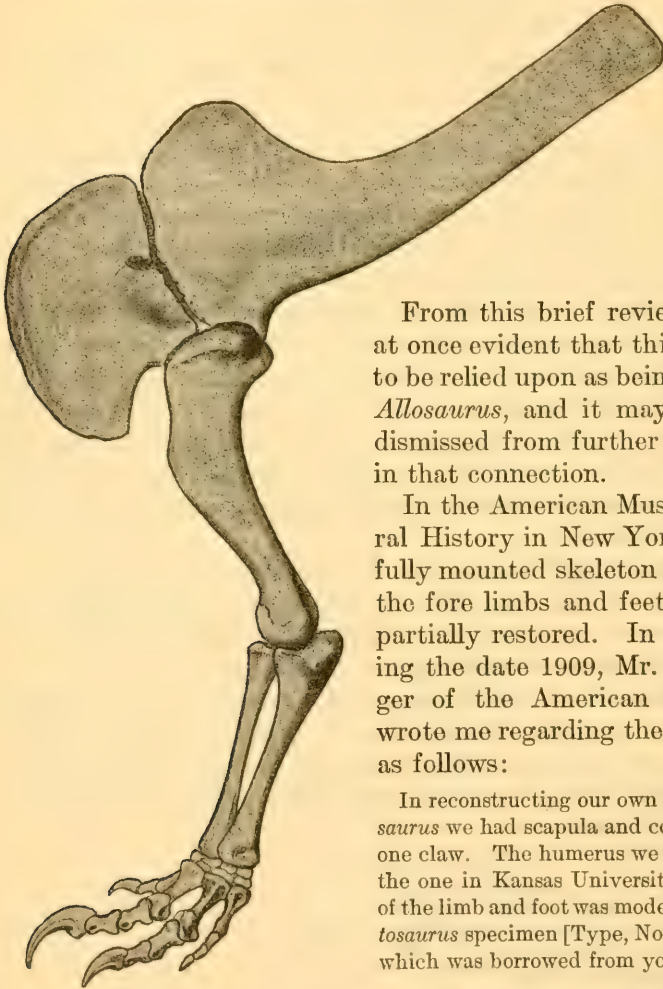 From this brief revie
at once evident that thi
to be relied upon as bein
Allosaurus, and it may
dismissed from further
in that connection.
In the American Mus
ral History in New Yor
fully mounted skeleton
the fore limbs and feet
partially restored. In
ing the date 1909, Mr.
ger of the American
wrote me regarding the
as follows:
In reconstructing our own
saurus we had scapula and co
one claw. The humerus we
the one in Kansas Universit
of the limb and foot was mode
tosaurus specimen [Type, No
which was borrowed from yo